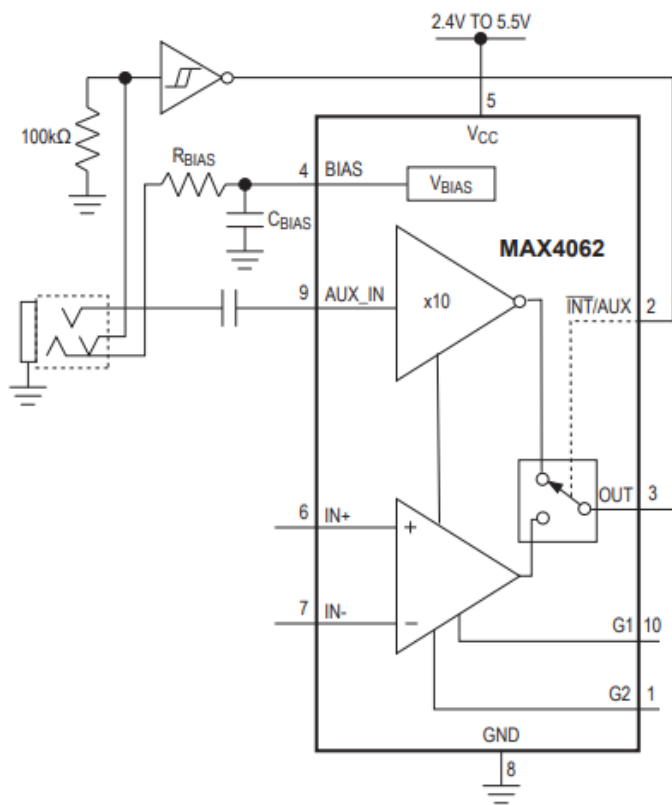 2.4V TO 5.5V
5
VCC
100kΩ
RBIAS
4 BIAS
VBIAS
CBIAS
MAX4062
9 AUX_IN
x10
INT/AUX 2
OUT 3
6 IN+
+
7 IN-
−
G1 10
G2 1
GND
8